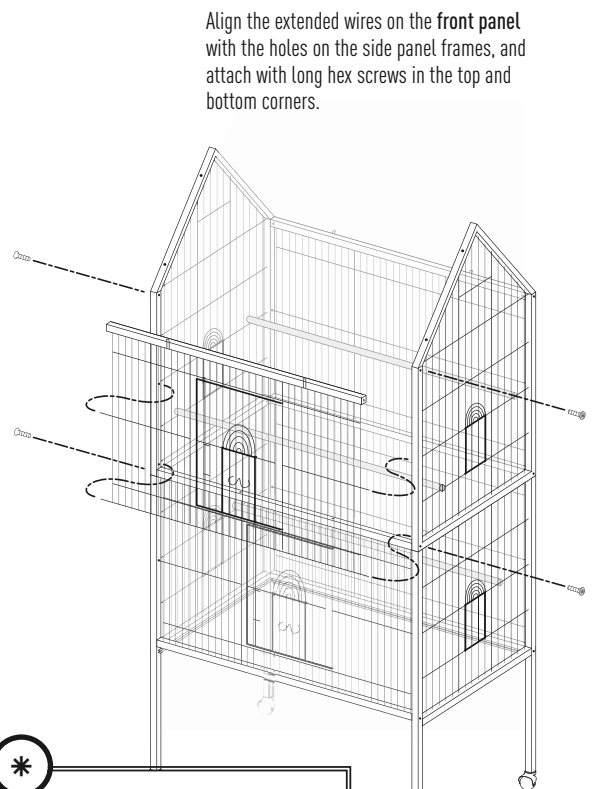 Align the extended wires on the front panel
with the holes on the side panel frames, and
attach with long hex screws in the top and
bottom corners.